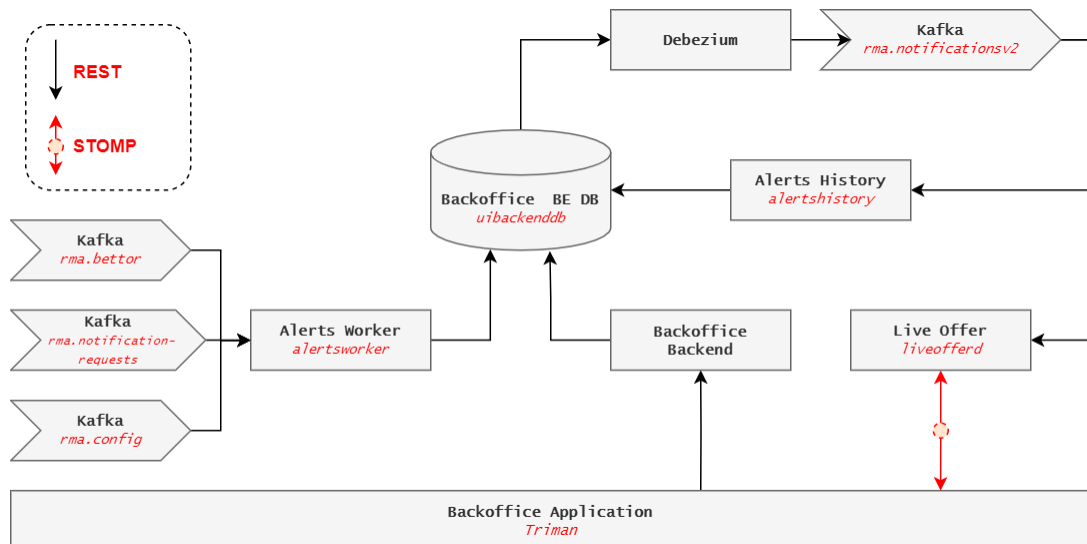 REST
STOMP
Debezium
Kafka
rma.notificationsv2
Backoffice BE DB
uibackenddb
Alerts History
alertshistory
Kafka
rma.bettor
Kafka
rma.notification-
requests
Kafka
rma.config
Alerts Worker
alertsworker
Backoffice
Backend
Live Offer
liveofferd
Backoffice Application
Triman